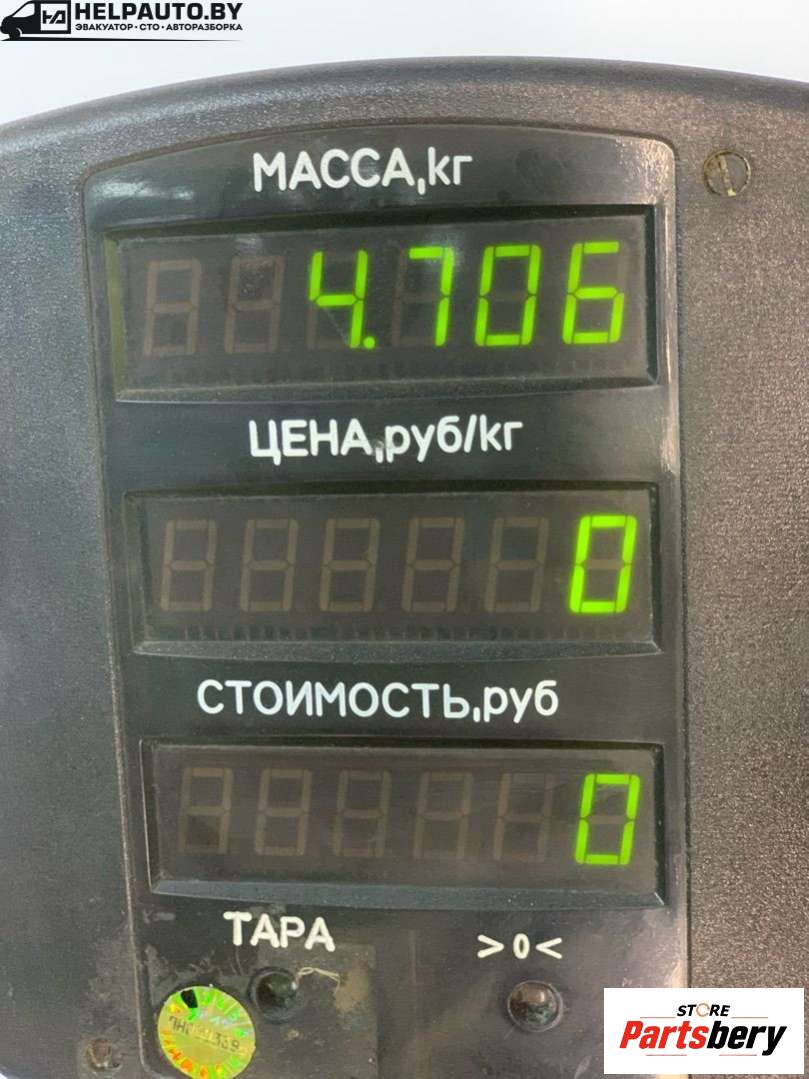 HELPAUTO.BY
ЭВАКУАТОР • СТО • АВТОРАЗБОРКА
МАССА,кг
4.706
ЦЕНА,руб/кг
0
СТОИМОСТЬ,руб
0
ТАРА >0<
STORE
Partsbery